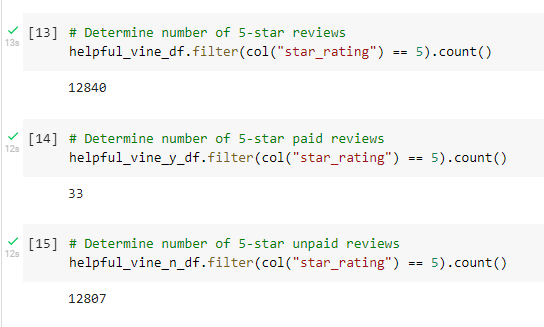 [13] # Determine number of 5-star reviews
13s
helpful_vine_df.filter(col("star_rating") == 5).count()
12840
[14] # Determine number of 5-star paid reviews
12s
helpful_vine_y_df.filter(col("star_rating") == 5).count()
33
[15] # Determine number of 5-star unpaid reviews
12s
helpful_vine_n_df.filter(col("star_rating") == 5).count()
12807